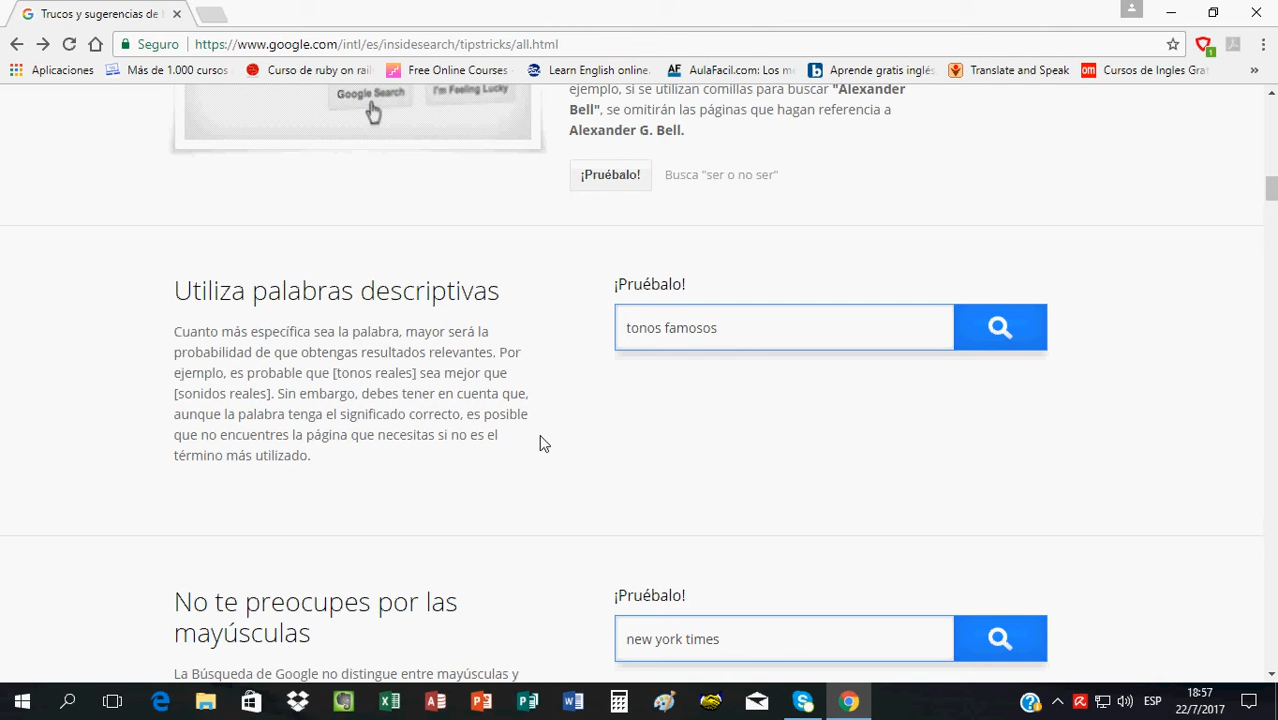 Trucos y sugerencias de
Seguro
https://www.google.com/intl/es/insidesearch/tipstricks/all.html
1
Aplicaciones
Más de 1.000 cursos
Curso de ruby on rail
Free Online Courses
Learn English online
AF
AulaFacil.com: Los me
b
Aprende gratis inglés
Translate and Speak
om
Cursos de Ingles Grat
»
Google Search
I'm Feeling Lucky
ejemplo, si se utilizan comillas para buscar "Alexander
Bell", se omitirán las páginas que hagan referencia a
Alexander G. Bell.
¡Pruébalo!
Busca "ser o no ser"
Utiliza palabras descriptivas
Cuanto más específica sea la palabra, mayor será la
probabilidad de que obtengas resultados relevantes. Por
ejemplo, es probable que [tonos reales] sea mejor que
[sonidos reales]. Sin embargo, debes tener en cuenta que,
aunque la palabra tenga el significado correcto, es posible
que no encuentres la página que necesitas si no es el
término más utilizado.
¡Pruébalo!
tonos famosos
No te preocupes por las
mayúsculas
La Búsqueda de Google no distingue entre mayúsculas y
¡Pruébalo!
new york times
ESP
18:57
22/7/2017